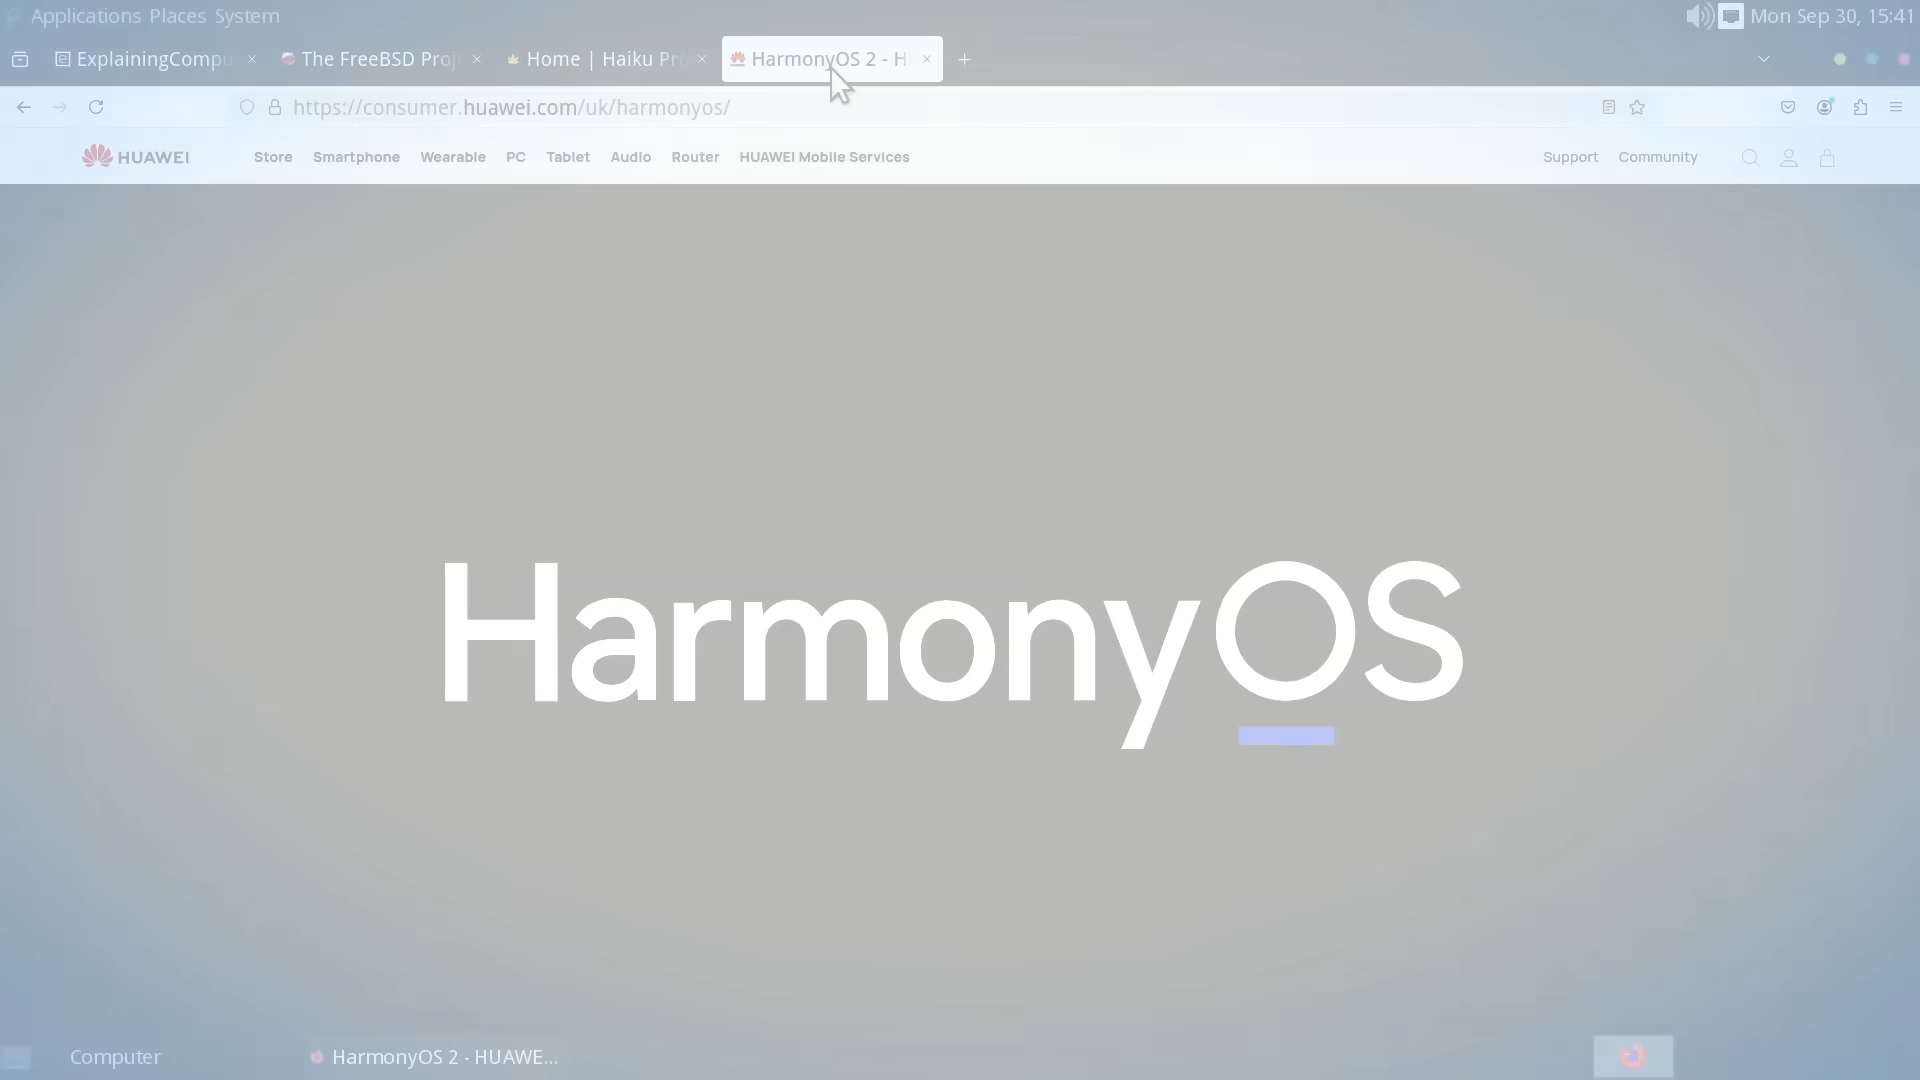 Applications Places System
Mon Sep 30, 15:41
ExplainingCompu
The FreeBSD Proj
Home | Haiku Pr
HarmonyOS 2 - H
https://consumer.huawei.com/uk/harmonyos/
HUAWEI
Store Smartphone Wearable PC Tablet Audio Router HUAWEI Mobile Services
Support Community
HarmonyOS
Computer
HarmonyOS 2 - HUAWE...